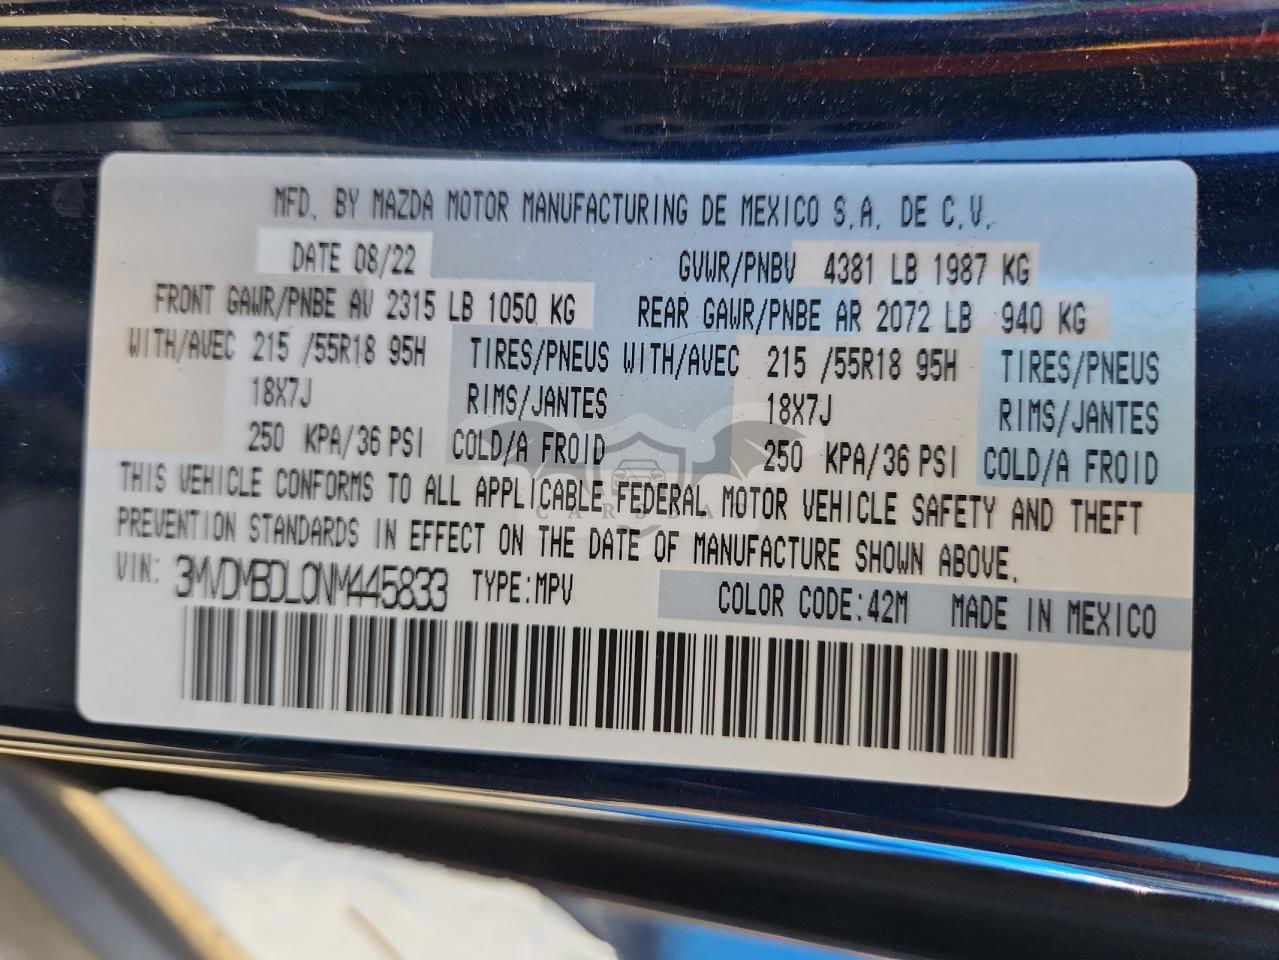 MFD. BY MAZDA MOTOR MANUFACTURING DE MEXICO S.A. DE C.V.
DATE 08/22 GVWR/PNBV 4381 LB 1987 KG
FRONT GAWR/PNBE AV 2315 LB 1050 KG REAR GAWR/PNBE AR 2072 LB 940 KG
WITH/AVEC 215 /55R18 95H TIRES/PNEUS WITH/AVEC 215 /55R18 95H TIRES/PNEUS
18X7J RIMS/JANTES 18X7J RIMS/JANTES
250 KPA/36 PSI COLD/A FROID 250 KPA/36 PSI COLD/A FROID
THIS VEHICLE CONFORMS TO ALL APPLICABLE FEDERAL MOTOR VEHICLE SAFETY AND THEFT
PREVENTION STANDARDS IN EFFECT ON THE DATE OF MANUFACTURE SHOWN ABOVE.
VIN: 3MVDMBDL0NM445833 TYPE:MPV COLOR CODE:42M MADE IN MEXICO